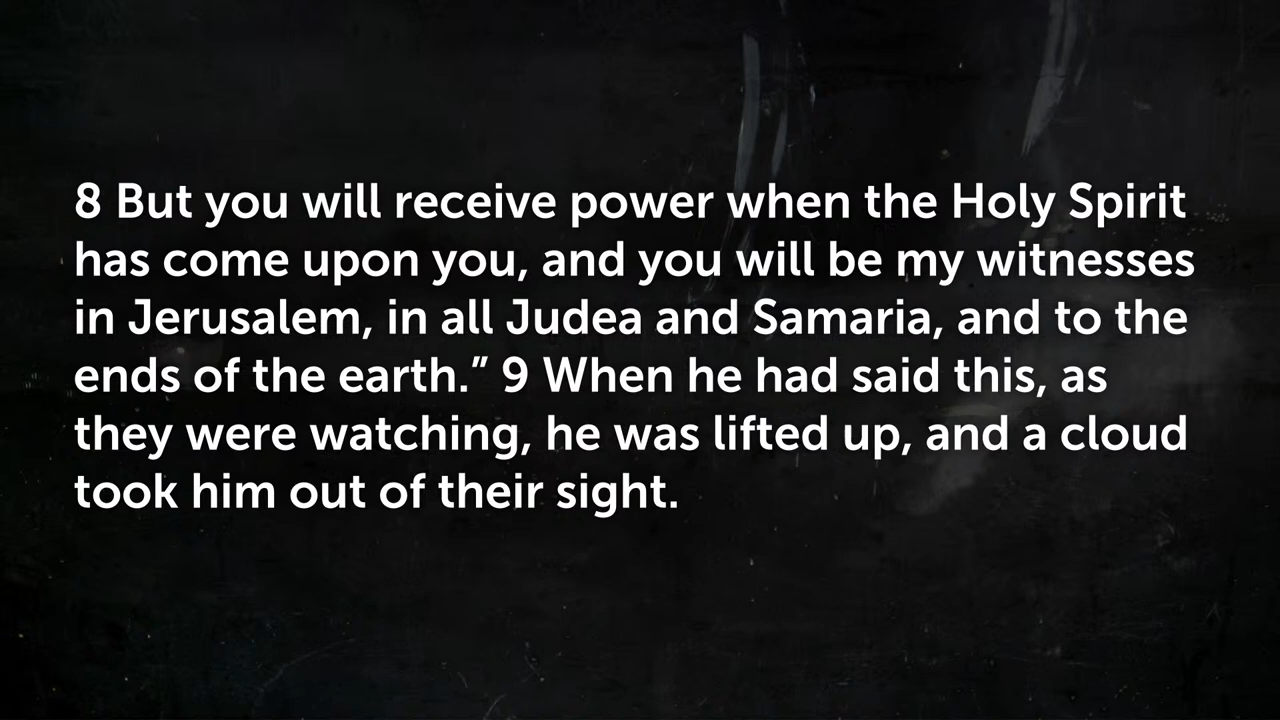 8 But you will receive power when the Holy Spirit
has come upon you, and you will be my witnesses
in Jerusalem, in all Judea and Samaria, and to the
ends of the earth.” 9 When he had said this, as
they were watching, he was lifted up, and a cloud
took him out of their sight.